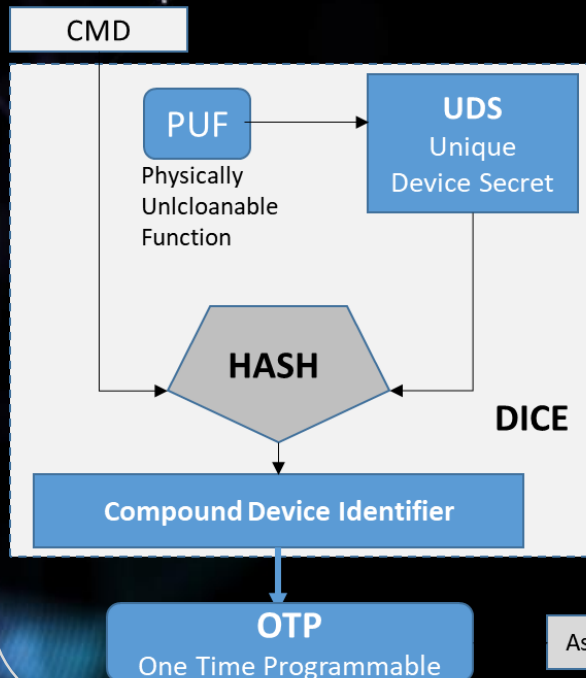 CMD
PUF
Physically
Unlcloanable
Function
UDS
Unique
Device Secret
HASH
DICE
Compound Device Identifier
OTP
One Time Programmable